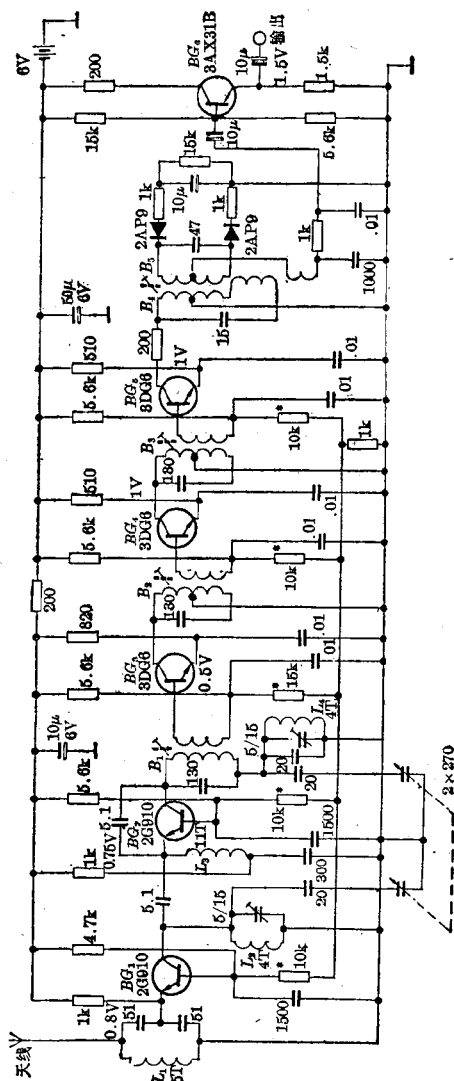 天线
L₁
5T
51
51
0.8V
1k
4.7k
BG₁
2G910
1500
10k
*
L₂
4T
5/15
20
5.1
1k
0.75V
5.1
L₃
11T
300
BG₂
2G910
1500
10k
*
5.6k
10μ
6V
B₁
130
20
20
5/15
L₄
4T
2×270
5.6k
820
BG₃
3DG6
0.5V
15k
*
.01
.01
200
B₂
130
5.6k
510
BG₄
3DG6
1V
10k
*
.01
.01
B₃
130
5.6k
510
BG₅
3DG6
1V
10k
*
1k
.01
.01
50μ
6V
200
15
B₄
B₅
47
2AP9
2AP9
1k
1k
10μ
15k
1000
1k
.01
10μ
15k
200
BG₆
3AX31B
5.6k
1.5k
1.5V
10μ
输出
6V